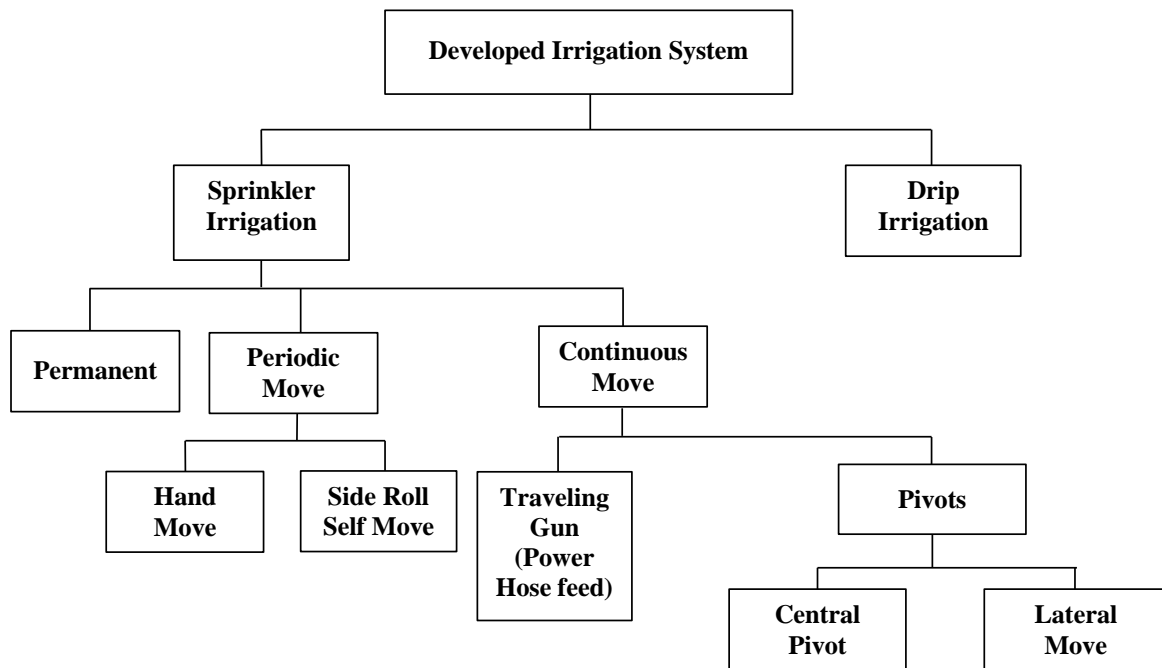 Developed Irrigation System
Sprinkler
Irrigation
Drip
Irrigation
Permanent
Periodic
Move
Continuous
Move
Hand
Move
Side Roll
Self Move
Traveling
Gun
(Power
Hose feed)
Pivots
Central
Pivot
Lateral
Move